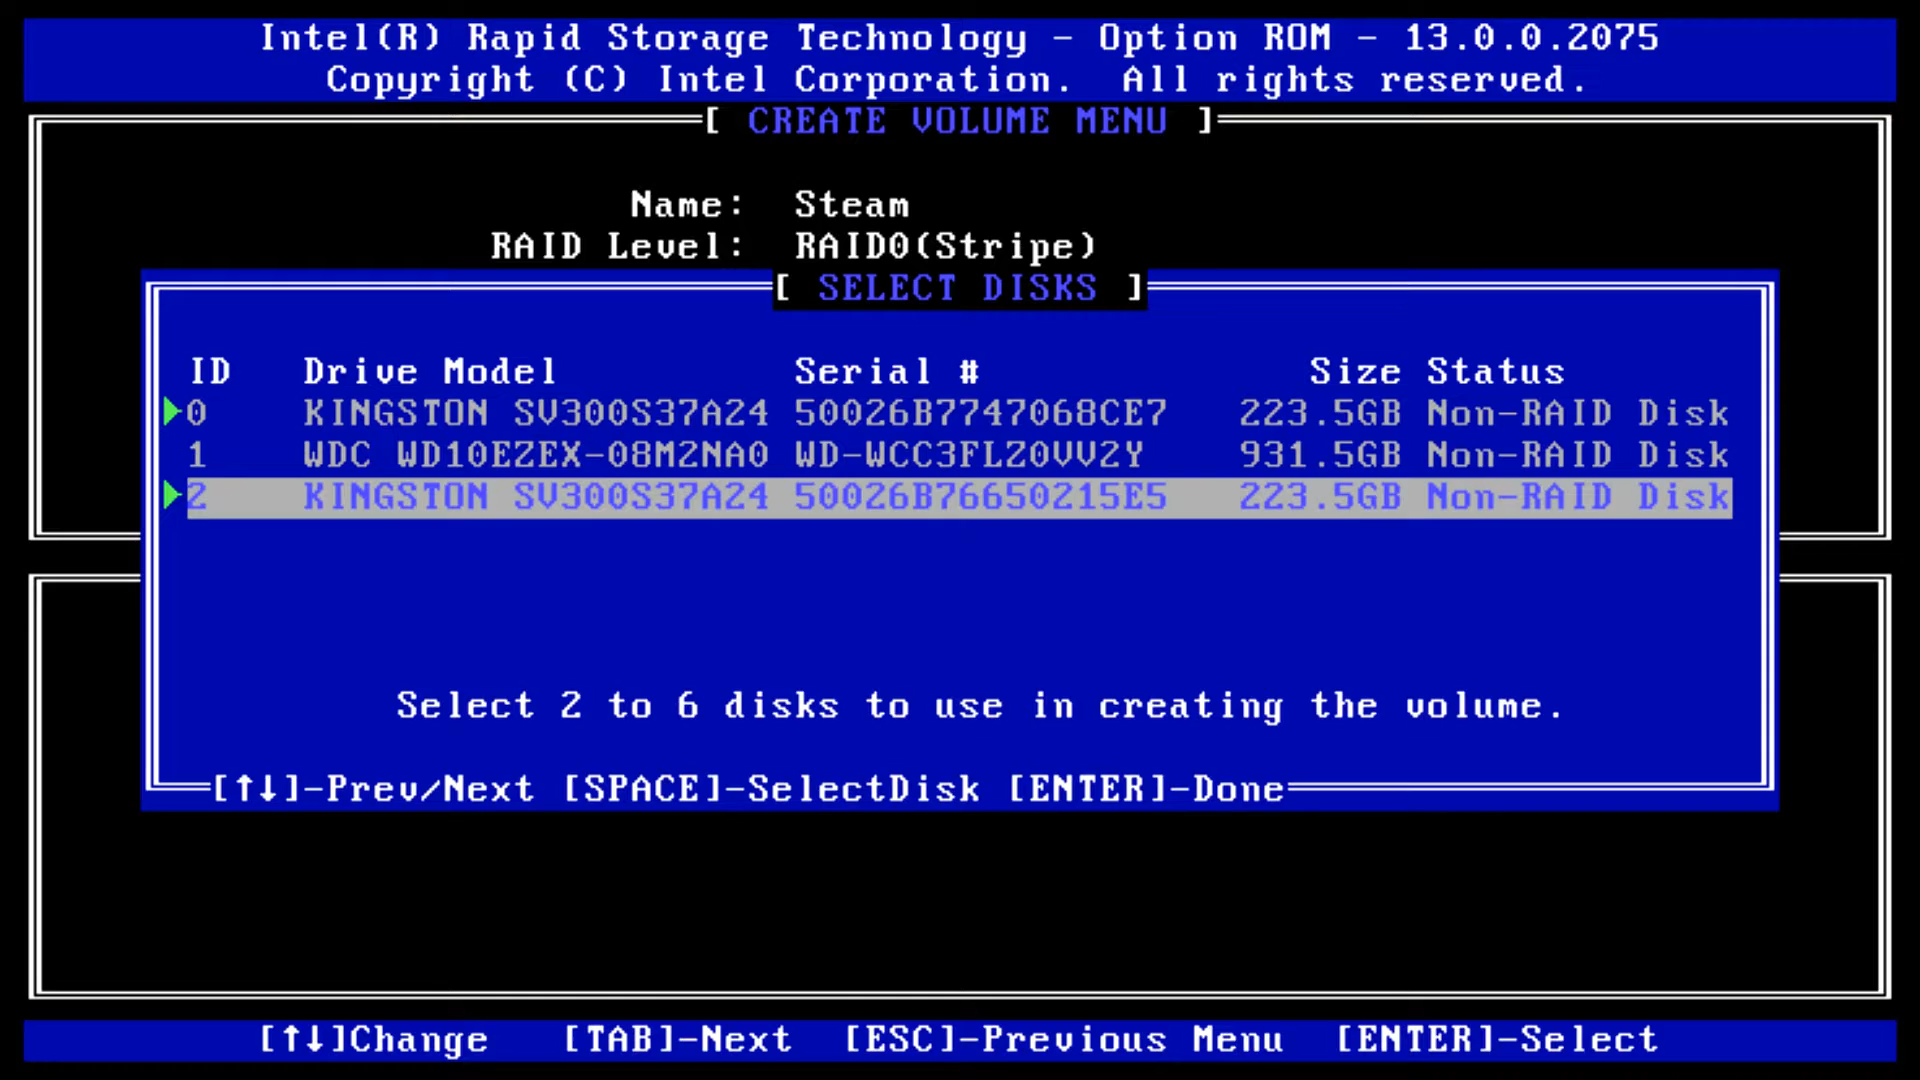 Intel(R) Rapid Storage Technology - Option ROM - 13.0.0.2075
Copyright (C) Intel Corporation.  All rights reserved.
[ CREATE VOLUME MENU ]
Name:  Steam
RAID Level:  RAID0(Stripe)
[ SELECT DISKS ]
ID  Drive Model  Serial #  Size Status
0  KINGSTON SV300S37A24 50026B7747068CE7  223.5GB Non-RAID Disk
1  WDC WD10EZEX-08M2NA0 WD-WCC3FLZ0VV2Y  931.5GB Non-RAID Disk
2  KINGSTON SV300S37A24 50026B76650215E5  223.5GB Non-RAID Disk
Select 2 to 6 disks to use in creating the volume.
[↑↓]-Prev/Next [SPACE]-SelectDisk [ENTER]-Done
[↑↓]Change  [TAB]-Next  [ESC]-Previous Menu  [ENTER]-Select